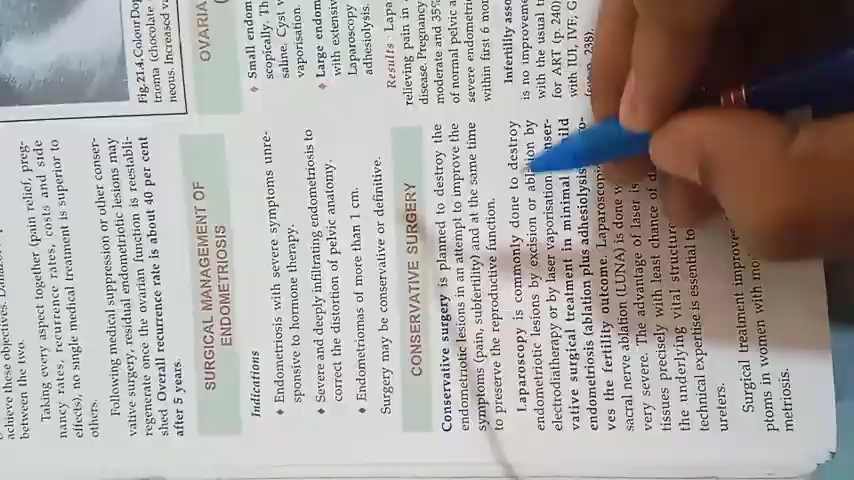 achieve these objectives.
between the two.
Taking every aspect together (pain relief, preg-
nancy rates, recurrence rates, costs and side
effects), no single medical treatment is superior to
others.
Following medical suppression or other conser-
vative surgery, residual endometriotic lesions may
regenerate once the ovarian function is reestabli-
shed Overall recurrence rate is about 40 per cent
after 5 years.
SURGICAL MANAGEMENT OF
ENDOMETRIOSIS
Indications
Endometriosis with severe symptoms unre-
sponsive to hormone therapy.
Severe and deeply infiltrating endometriosis to
correct the distortion of pelvic anatomy.
Endometriomas of more than 1 cm.
Surgery may be conservative or definitive.
CONSERVATIVE SURGERY
Conservative surgery is planned to destroy the
endometriotic lesions in an attempt to improve the
symptoms (pain, subfertility) and at the same time
to preserve the reproductive function.
Laparoscopy is commonly done to destroy
endometriotic lesions by excision or ablation by
electrodiathermy or by laser vaporisation. Conser-
vative surgical treatment in minimal mild
endometriosis (ablation plus adhesiolysis
ves the fertility outcome. Laparoscopic
sacral nerve ablation (LUNA) is done
very severe. The advantage of laser is
tissues precisely with least chance of
the underlying vital structure
technical expertise is essential to
ureters.
Surgical treatment improve
ptoms in women with
metriosis.
Fig. 21.4. Colour Dop
trioma (chocolate
neous. Increased va
OVARIA
Small endom
scopically. Th
saline. Cyst
vaporisation.
Large endom
with extensiv
Laparoscopy
adhesiolysis.
Results Lapa
relieving pain in
disease. Pregnancy
moderate and 35%
of normal pelvic a
severe endometri
within first 6 mon
Infertility asso
is no improveme
with the usual tr
for ART (p. 240)
with IUI, IVF, G
238).